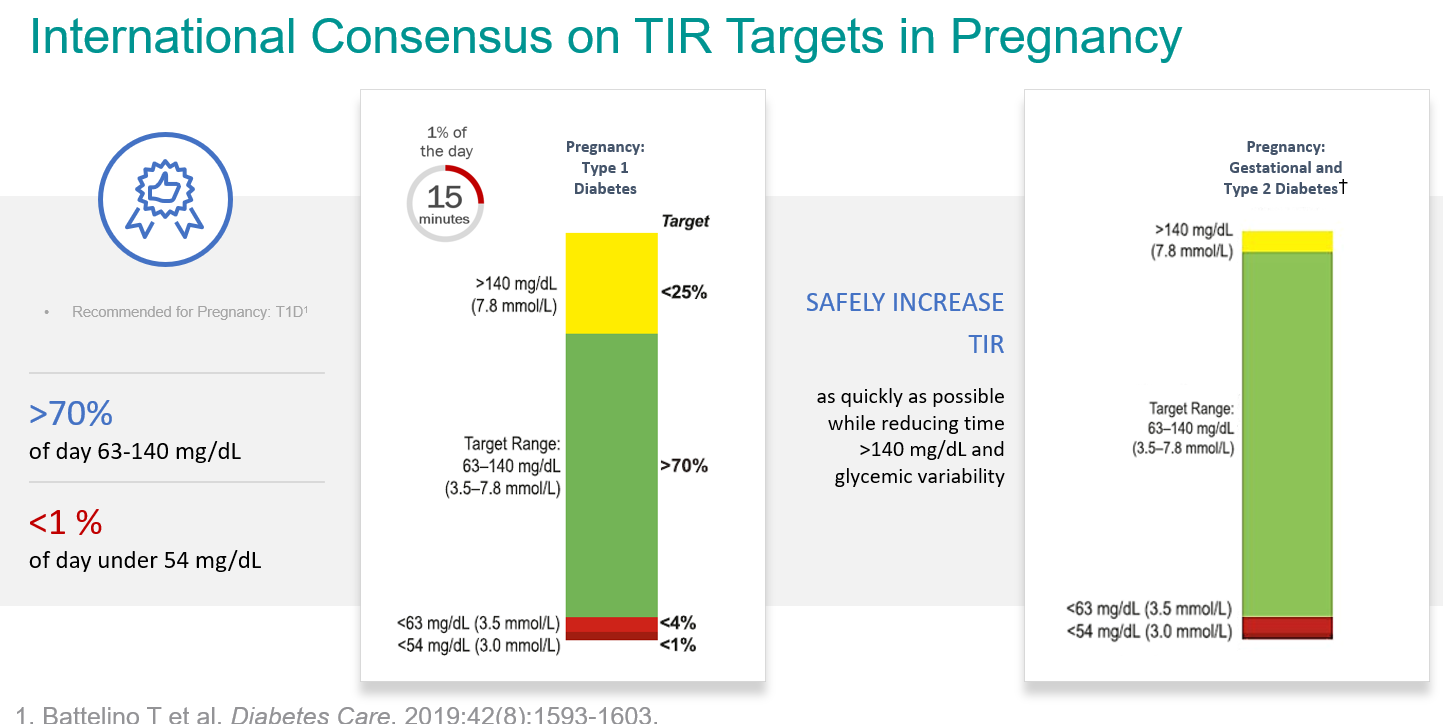 International Consensus on TIR Targets in Pregnancy
• Recommended for Pregnancy: T1D¹
>70%
of day 63-140 mg/dL
<1 %
of day under 54 mg/dL
1% of
the day
15
minutes
Pregnancy:
Type 1
Diabetes
Target
>140 mg/dL
(7.8 mmol/L)
<25%
Target Range:
63–140 mg/dL
(3.5–7.8 mmol/L)
>70%
<63 mg/dL (3.5 mmol/L)
<4%
<54 mg/dL (3.0 mmol/L)
<1%
SAFELY INCREASE
TIR
as quickly as possible
while reducing time
>140 mg/dL and
glycemic variability
Pregnancy:
Gestational and
Type 2 Diabetes†
>140 mg/dL
(7.8 mmol/L)
Target Range:
63–140 mg/dL
(3.5–7.8 mmol/L)
<63 mg/dL (3.5 mmol/L)
<54 mg/dL (3.0 mmol/L)
1. Battelino T et al. Diabetes Care. 2019;42(8):1593-1603.